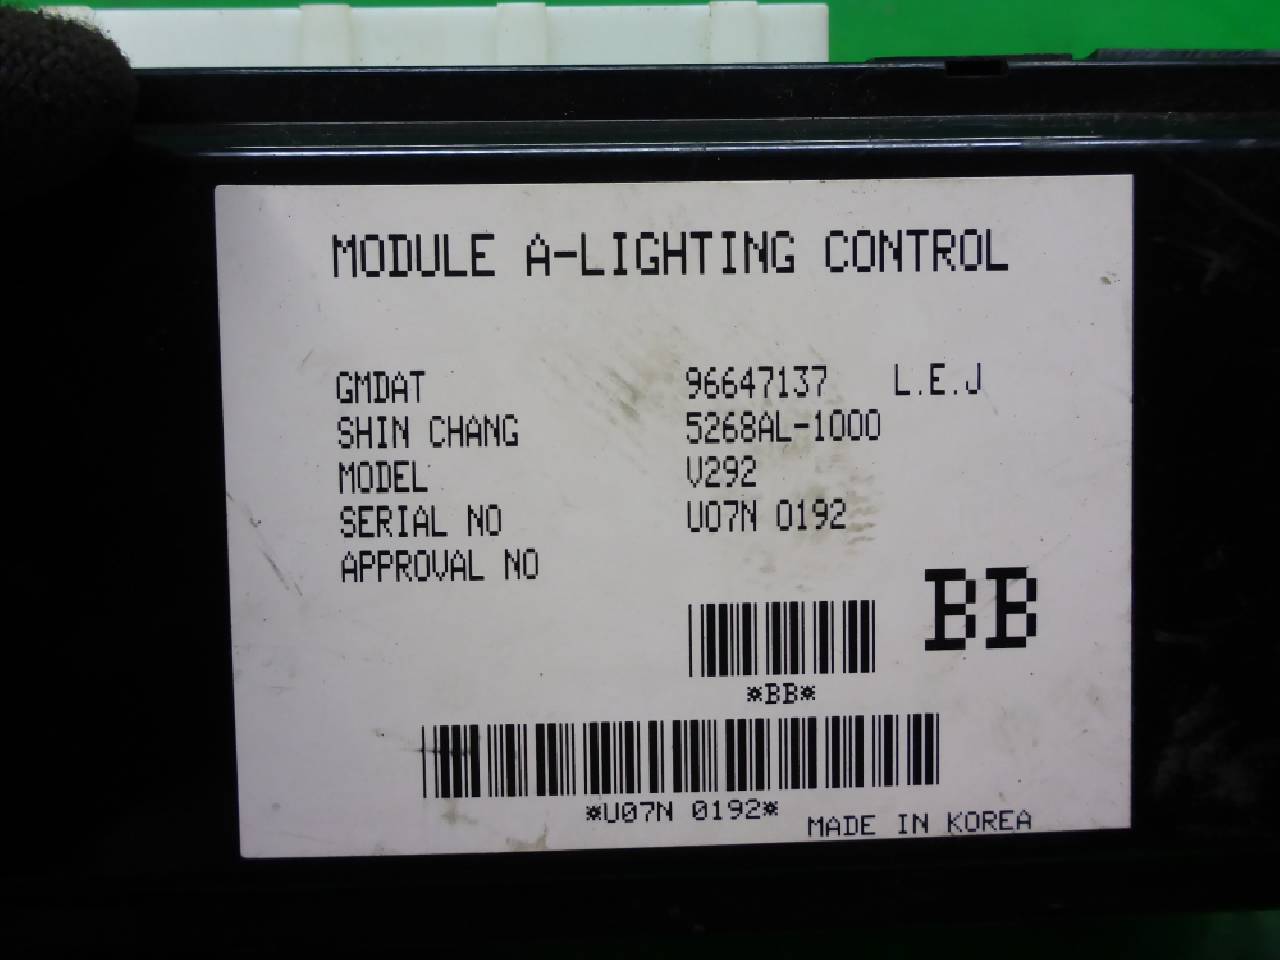 MODULE A-LIGHTING CONTROL
GMDAT 96647137 L.E.J
SHIN CHANG 5268AL-1000
MODEL V292
SERIAL NO U07N 0192
APPROVAL NO
BB
*BB*
*U07N 0192*
MADE IN KOREA